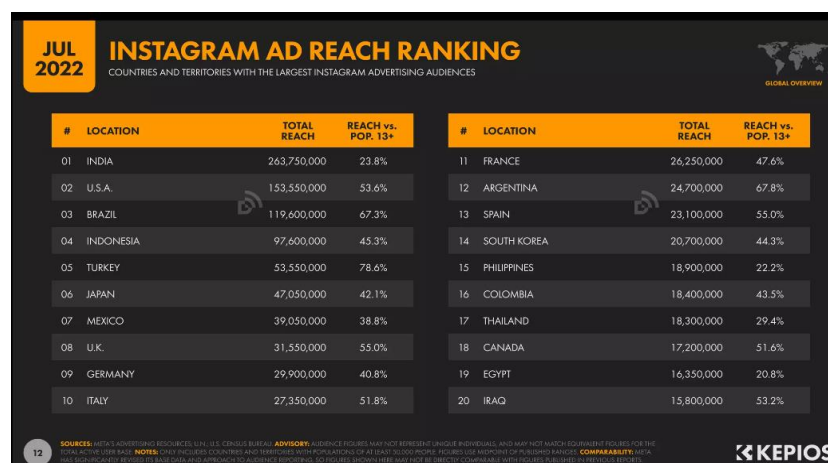 JUL
2022
INSTAGRAM AD REACH RANKING
COUNTRIES AND TERRITORIES WITH THE LARGEST INSTAGRAM ADVERTISING AUDIENCES
GLOBAL OVERVIEW
# LOCATION TOTAL REACH REACH vs. POP. 13+
01 INDIA 263,750,000 23.8%
02 U.S.A. 153,550,000 53.6%
03 BRAZIL 119,600,000 67.3%
04 INDONESIA 97,600,000 45.3%
05 TURKEY 53,550,000 78.6%
06 JAPAN 47,050,000 42.1%
07 MEXICO 39,050,000 38.8%
08 U.K. 31,550,000 55.0%
09 GERMANY 29,900,000 40.8%
10 ITALY 27,350,000 51.8%
# LOCATION TOTAL REACH REACH vs. POP. 13+
11 FRANCE 26,250,000 47.6%
12 ARGENTINA 24,700,000 67.8%
13 SPAIN 23,100,000 55.0%
14 SOUTH KOREA 20,700,000 44.3%
15 PHILIPPINES 18,900,000 22.2%
16 COLOMBIA 18,400,000 43.5%
17 THAILAND 18,300,000 29.4%
18 CANADA 17,200,000 51.6%
19 EGYPT 16,350,000 20.8%
20 IRAQ 15,800,000 53.2%
12
SOURCES: META'S ADVERTISING RESOURCES; U.N.; U.S. CENSUS BUREAU. ADVISORY: AUDIENCE FIGURES MAY NOT REPRESENT UNIQUE INDIVIDUALS, AND MAY NOT MATCH EQUIVALENT FIGURES FOR THE
TOTAL ACTIVE USER BASE. NOTES: ONLY INCLUDES COUNTRIES AND TERRITORIES WITH POPULATIONS OF AT LEAST 50,000 PEOPLE. FIGURES USE MIDPOINT OF PUBLISHED RANGES. COMPARABILITY: META
HAS SIGNIFICANTLY REVISED ITS BASE DATA AND APPROACH TO AUDIENCE REPORTING, SO FIGURES SHOWN HERE MAY NOT BE DIRECTLY COMPARABLE WITH FIGURES PUBLISHED IN PREVIOUS REPORTS.
KEPIOS